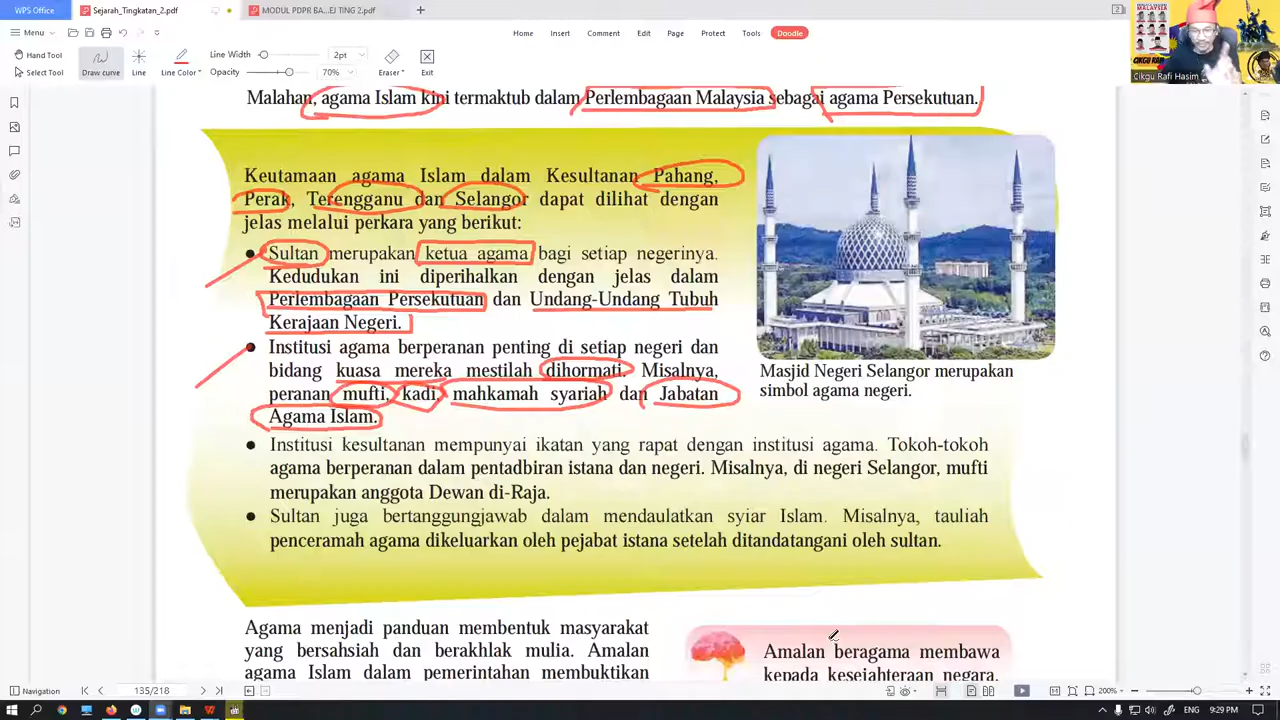 WPS Office
Sejarah_Tingkatan_2.pdf
MODUL PDPR BA...EJ TING 2.pdf
Menu
Home Insert Comment Edit Page Protect Tools Doodle
Hand Tool
Select Tool
Draw curve
Line
Line Color
Line Width 2pt
Opacity 70%
Eraser
Exit
Cikgu Rafi Hasim
Malahan, agama Islam kini termaktub dalam Perlembagaan Malaysia sebagai agama Persekutuan.
Keutamaan agama Islam dalam Kesultanan Pahang,
Perak, Terengganu dan Selangor dapat dilihat dengan
jelas melalui perkara yang berikut:
● Sultan merupakan ketua agama bagi setiap negerinya.
Kedudukan ini diperihalkan dengan jelas dalam
Perlembagaan Persekutuan dan Undang-Undang Tubuh
Kerajaan Negeri.
● Institusi agama berperanan penting di setiap negeri dan
bidang kuasa mereka mestilah dihormati. Misalnya,
peranan mufti, kadi, mahkamah syariah dan Jabatan
Agama Islam.
Masjid Negeri Selangor merupakan
simbol agama negeri.
● Institusi kesultanan mempunyai ikatan yang rapat dengan institusi agama. Tokoh-tokoh
agama berperanan dalam pentadbiran istana dan negeri. Misalnya, di negeri Selangor, mufti
merupakan anggota Dewan di-Raja.
● Sultan juga bertanggungjawab dalam mendaulatkan syiar Islam. Misalnya, tauliah
penceramah agama dikeluarkan oleh pejabat istana setelah ditandatangani oleh sultan.
Agama menjadi panduan membentuk masyarakat
yang bersahsiah dan berakhlak mulia. Amalan
agama Islam dalam pemerintahan membuktikan
Amalan beragama membawa
kepada kesejahteraan negara.
Navigation
135/218
200%
9:29 PM